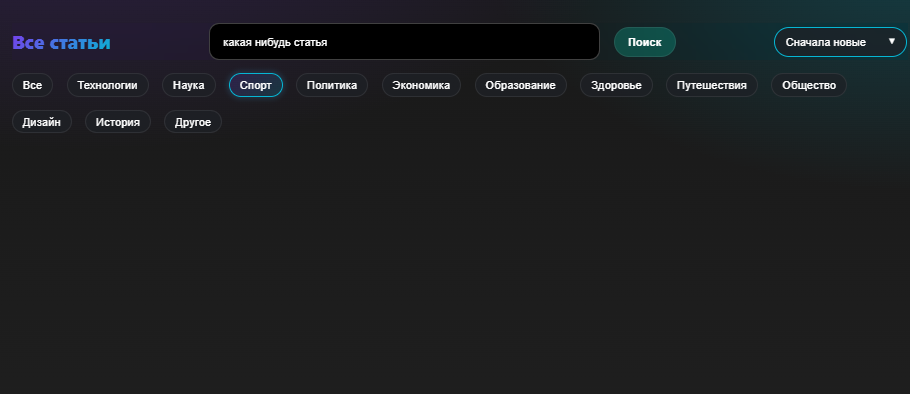 Все статьи какая нибудь статья Поиск Сначала новые
Все Технологии Наука Спорт Политика Экономика Образование Здоровье Путешествия Общество
Дизайн История Другое